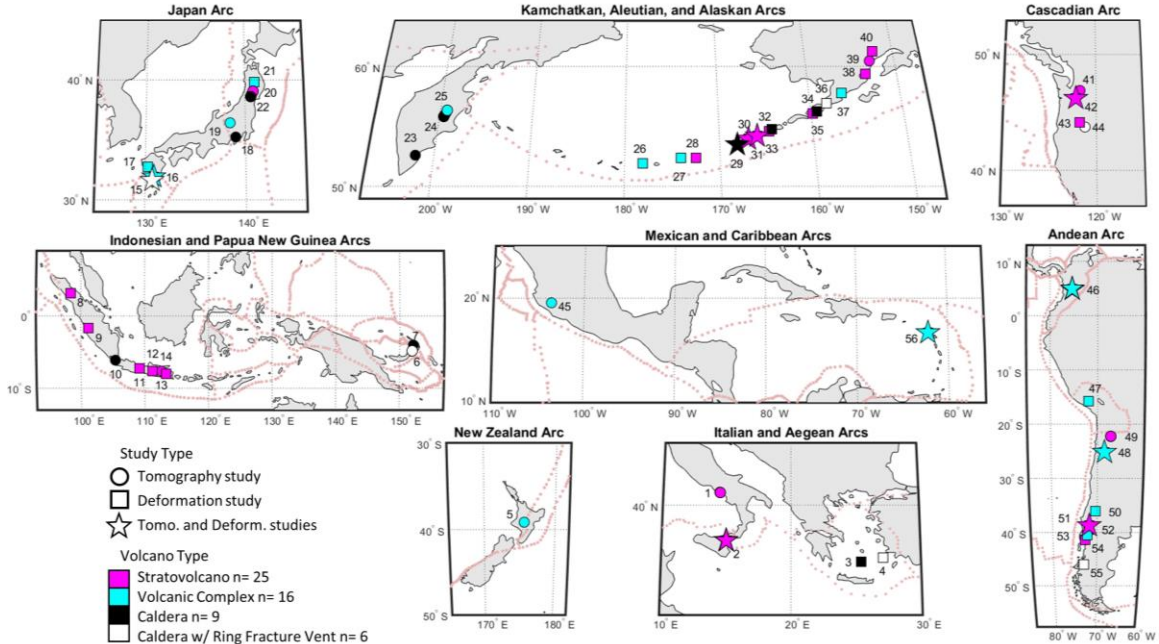 Japan Arc
40° N
30° N
130° E
140° E
21
20
22
19
18
17
16
15
Kamchatkan, Aleutian, and Alaskan Arcs
60° N
50° N
200° W
190° W
180° W
170° W
160° W
150° W
40
39
38
36
37
34
35
32
33
30
31
29
28
27
26
25
24
23
Cascadian Arc
50° N
40° N
130° W
120° W
41
42
43
44
Indonesian and Papua New Guinea Arcs
0°
10° S
100° E
110° E
120° E
130° E
140° E
150° E
8
9
10
11
12
14
13
7
6
Mexican and Caribbean Arcs
20° N
10° N
110° W
100° W
90° W
80° W
70° W
60° W
45
56
Andean Arc
10° N
0°
10° S
20° S
30° S
40° S
50° S
80° W
70° W
60° W
46
47
49
48
50
51
52
53
54
55
Study Type
Tomography study
Deformation study
Tomo. and Deform. studies
Volcano Type
Stratovolcano n= 25
Volcanic Complex n= 16
Caldera n= 9
Caldera w/ Ring Fracture Vent n= 6
New Zealand Arc
30° S
40° S
50° S
170° E
180° E
5
Italian and Aegean Arcs
40° N
10° E
20° E
30° E
1
2
3
4